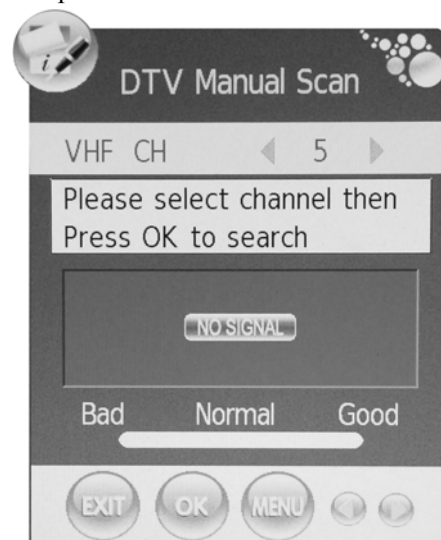 DTV Manual Scan
VHF CH 5
Please select channel then
Press OK to search
NO SIGNAL
Bad Normal Good
EXIT OK MENU